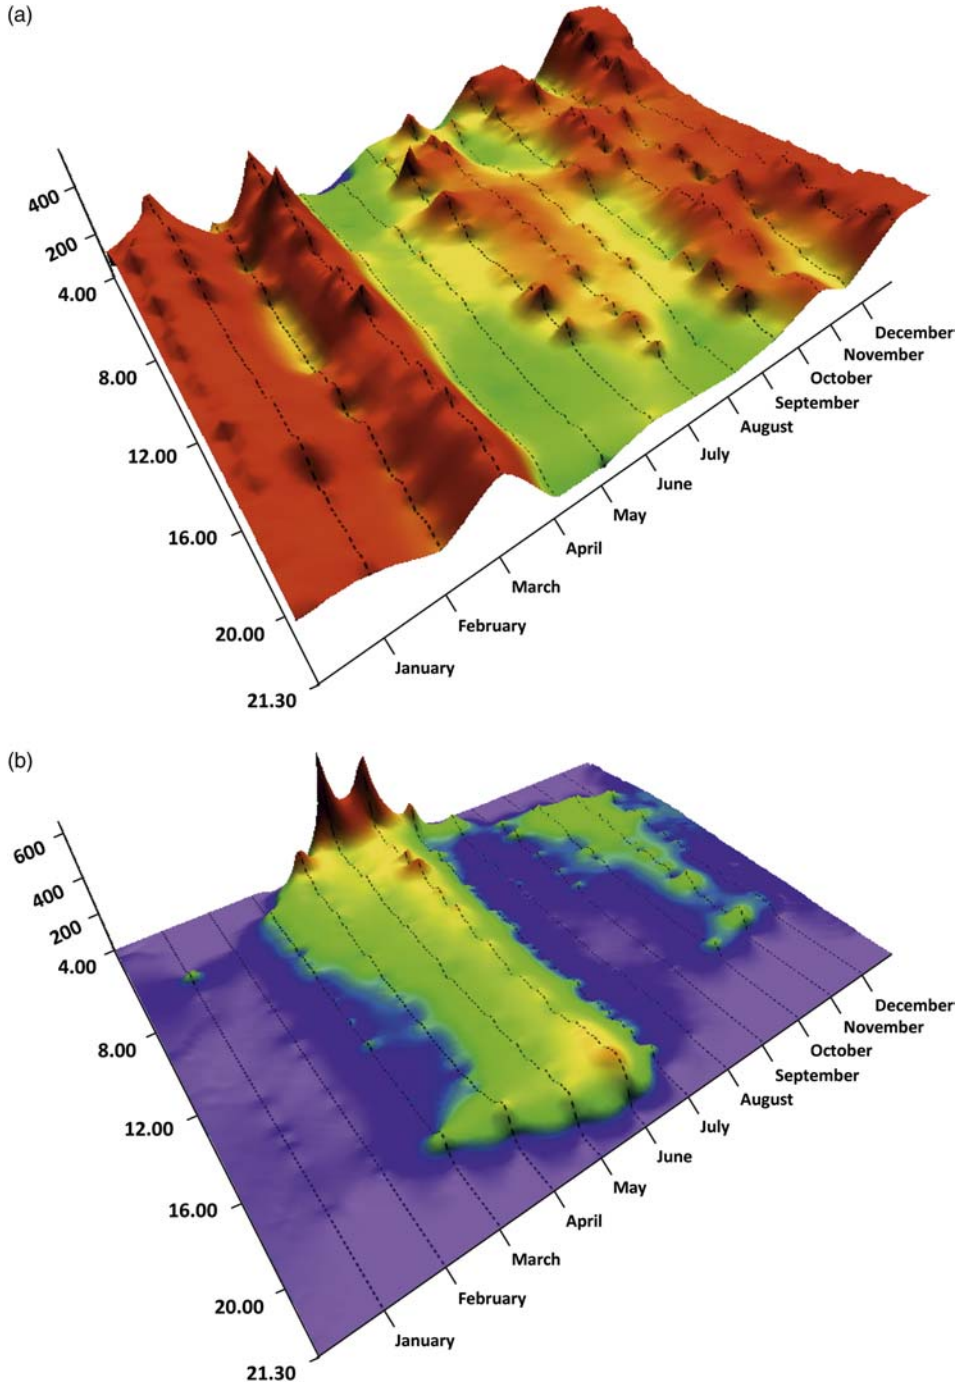 (a)
400
200
4.00
8.00
12.00
16.00
20.00
21.30
January
February
March
April
May
June
July
August
September
October
November
December
(b)
600
400
200
4.00
8.00
12.00
16.00
20.00
21.30
January
February
March
April
May
June
July
August
September
October
November
December